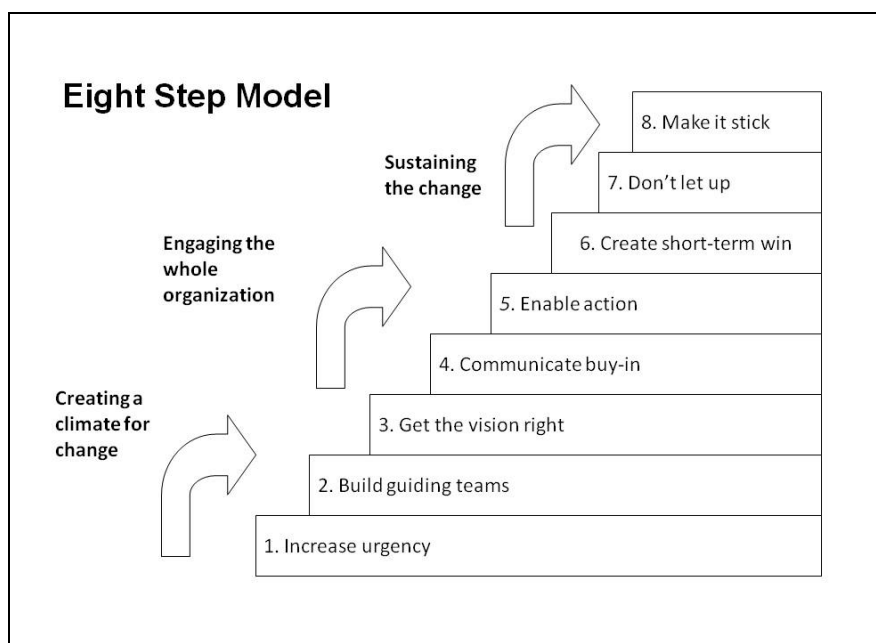 Eight Step Model
8. Make it stick
Sustaining
the change
7. Don’t let up
Engaging the
whole
organization
6. Create short-term win
5. Enable action
4. Communicate buy-in
Creating a
climate for
change
3. Get the vision right
2. Build guiding teams
1. Increase urgency